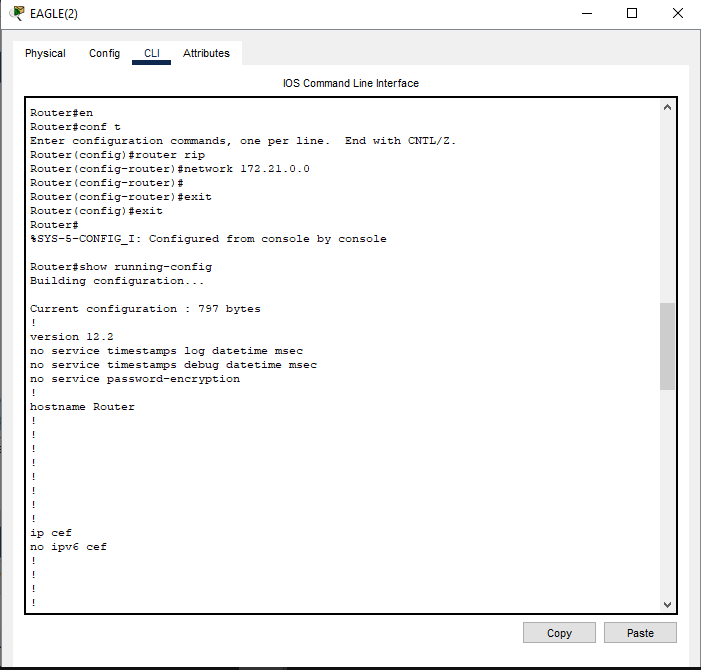 EAGLE(2)
Physical Config CLI Attributes
IOS Command Line Interface
Router#en
Router#conf t
Enter configuration commands, one per line.  End with CNTL/Z.
Router(config)#router rip
Router(config-router)#network 172.21.0.0
Router(config-router)#
Router(config-router)#exit
Router(config)#exit
Router#
%SYS-5-CONFIG_I: Configured from console by console
Router#show running-config
Building configuration...
Current configuration : 797 bytes
!
version 12.2
no service timestamps log datetime msec
no service timestamps debug datetime msec
no service password-encryption
!
hostname Router
!
!
!
!
!
!
!
!
ip cef
no ipv6 cef
!
!
!
!
Copy Paste